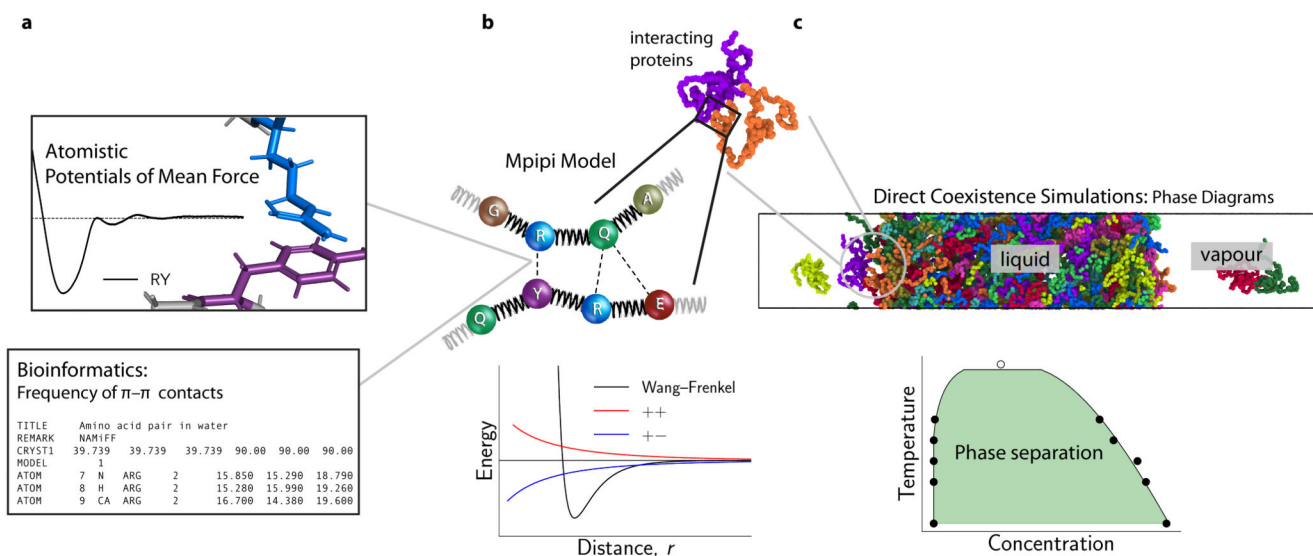 a
Atomistic
Potentials of Mean Force
RY
Bioinformatics:
Frequency of π–π contacts
TITLE Amino acid pair in water
REMARK NAMiFF
CRYST1 39.739 39.739 39.739 90.00 90.00 90.00
MODEL 1
ATOM 7 N ARG 2 15.850 15.290 18.790
ATOM 8 H ARG 2 15.280 15.990 19.260
ATOM 9 CA ARG 2 16.700 14.380 19.600
b
interacting
proteins
Mpipi Model
G
R
Q
A
Q
Y
R
E
Wang–Frenkel
++
+−
Energy
Distance, r
c
Direct Coexistence Simulations: Phase Diagrams
liquid
vapour
Temperature
Phase separation
Concentration